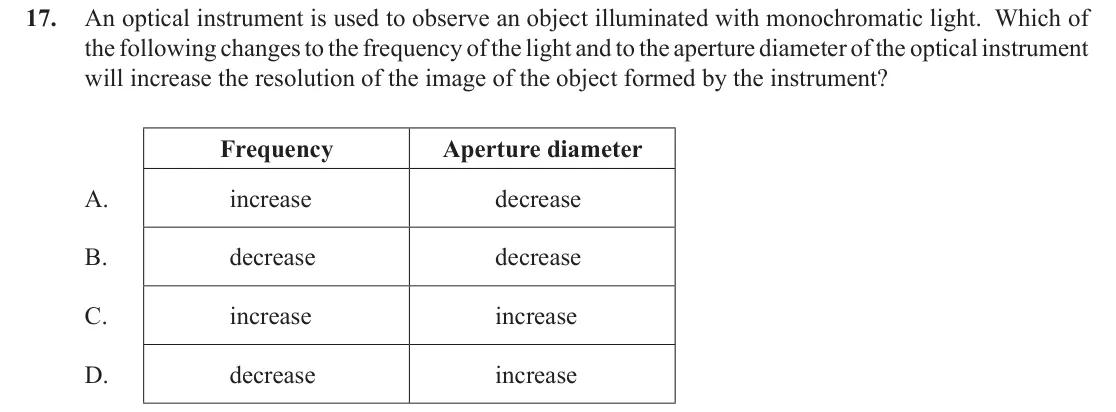 17. An optical instrument is used to observe an object illuminated with monochromatic light. Which of
the following changes to the frequency of the light and to the aperture diameter of the optical instrument
will increase the resolution of the image of the object formed by the instrument?
Frequency Aperture diameter
A. increase decrease
B. decrease decrease
C. increase increase
D. decrease increase